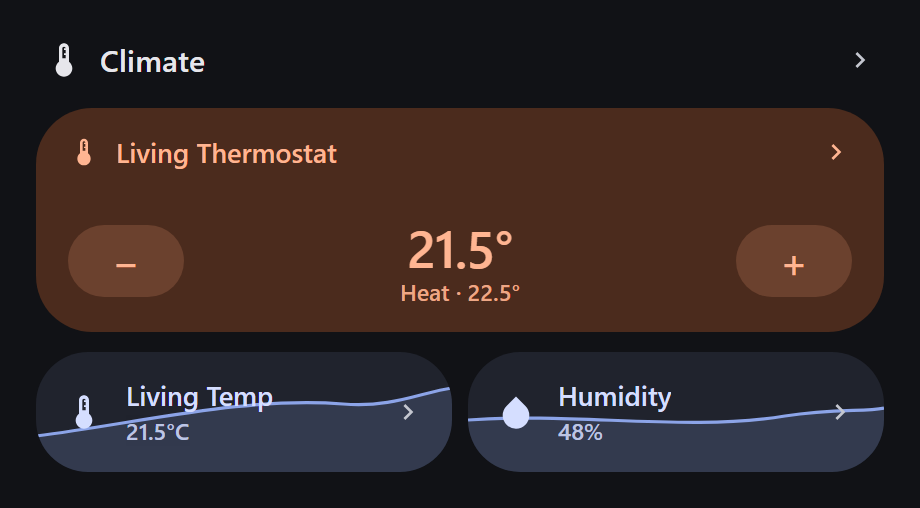 Climate
Living Thermostat
−
21.5°
+
Heat · 22.5°
Living Temp
21.5°C
Humidity
48%